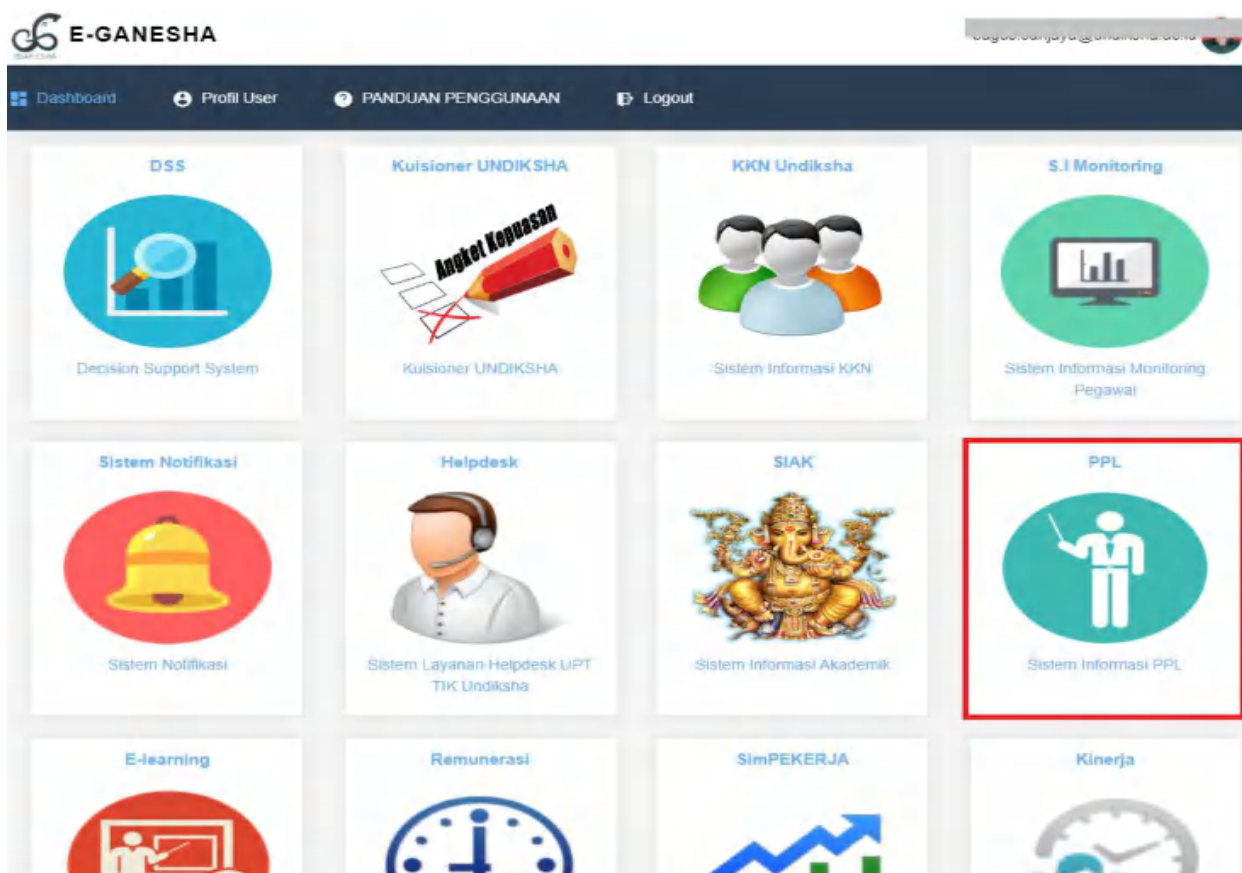 E-GANESHA
Dashboard
Profil User
PANDUAN PENGGUNAAN
Logout
DSS
Kuisioner UNDIKSHA
KKN Undiksha
S.I Monitoring
Angket Kepuasan
Decision Support System
Kuisioner UNDIKSHA
Sistem Informasi KKN
Sistem Informasi Monitoring
Pegawai
Sistem Notifikasi
Helpdesk
SIAK
PPL
Sistem Notifikasi
Sistem Layanan Helpdesk UPT
TIK Undiksha
Sistem Informasi Akademik
Sistem Informasi PPL
E-learning
Remunerasi
SimPEKERJA
Kinerja